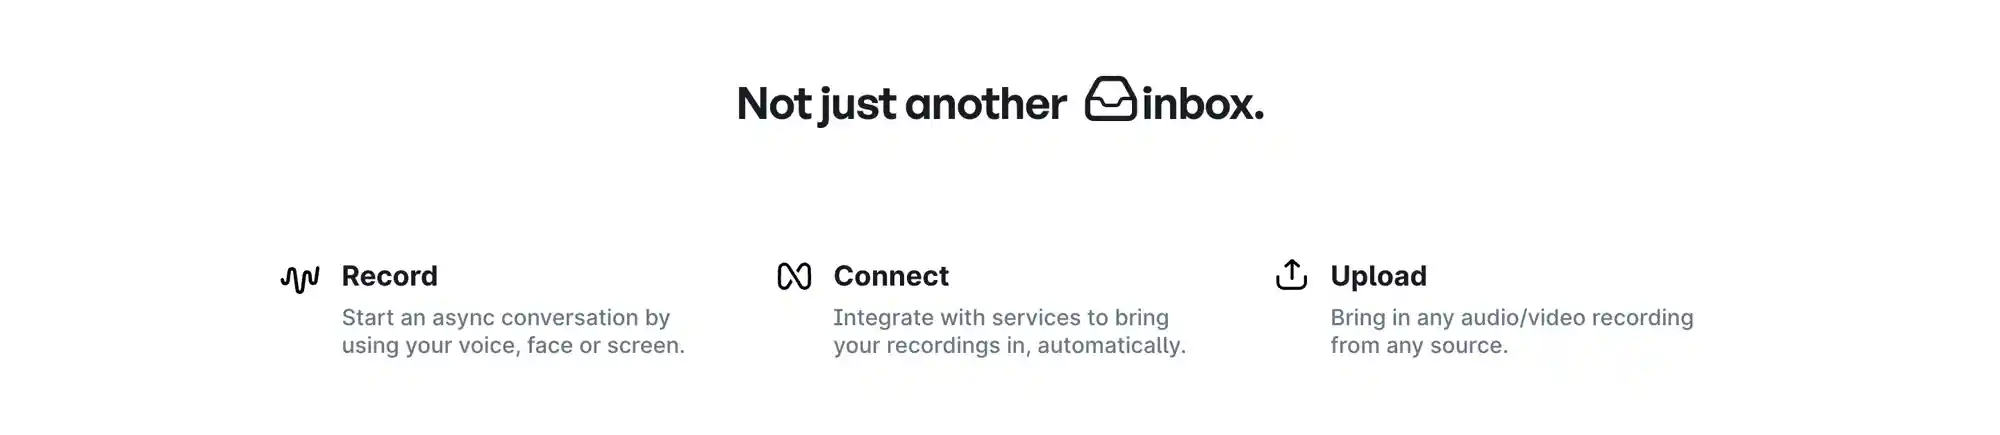 Not just another inbox.
Record
Start an async conversation by
using your voice, face or screen.
Connect
Integrate with services to bring
your recordings in, automatically.
Upload
Bring in any audio/video recording
from any source.